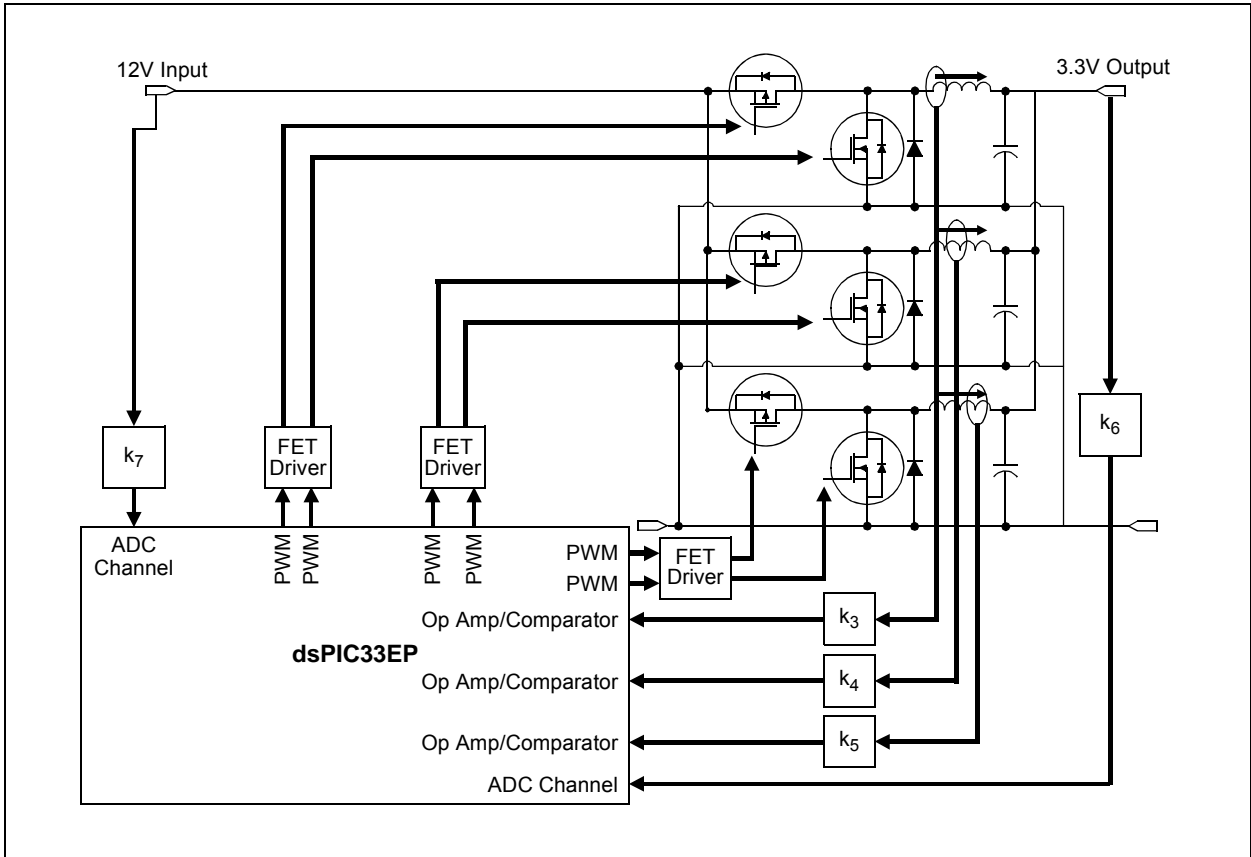 12V Input
3.3V Output
k7
FET
Driver
FET
Driver
k6
ADC
Channel
PWM
PWM
PWM
PWM
PWM
PWM
FET
Driver
Op Amp/Comparator
k3
dsPIC33EP
Op Amp/Comparator
k4
Op Amp/Comparator
k5
ADC Channel